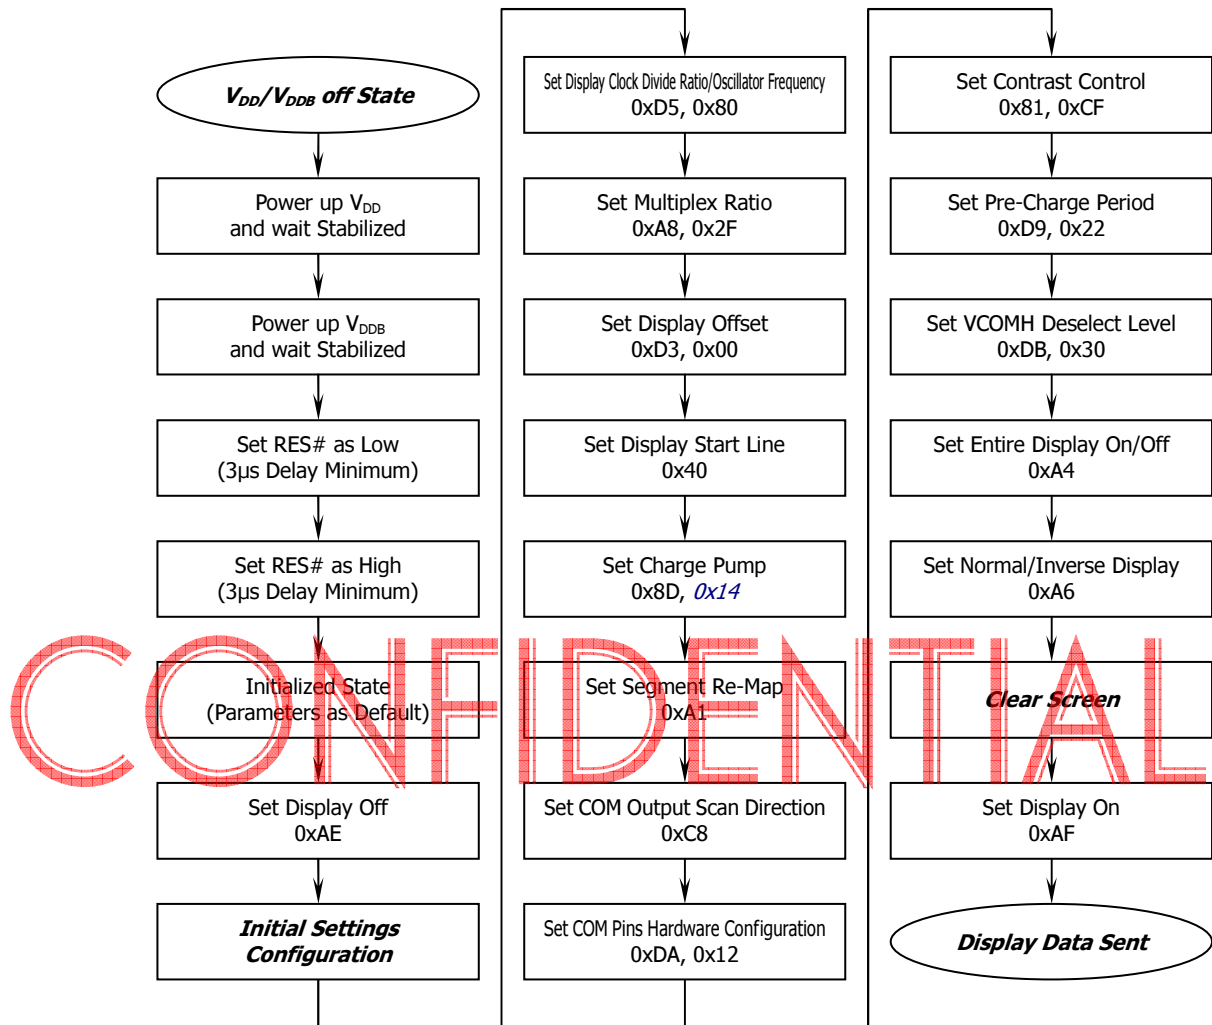 V_DD/V_DDB off State
Power up V_DD
and wait Stabilized
Power up V_DDB
and wait Stabilized
Set RES# as Low
(3µs Delay Minimum)
Set RES# as High
(3µs Delay Minimum)
Initialized State
(Parameters as Default)
Set Display Off
0xAE
Initial Settings
Configuration
Set Display Clock Divide Ratio/Oscillator Frequency
0xD5, 0x80
Set Multiplex Ratio
0xA8, 0x2F
Set Display Offset
0xD3, 0x00
Set Display Start Line
0x40
Set Charge Pump
0x8D, 0x14
Set Segment Re-Map
0xA1
Set COM Output Scan Direction
0xC8
Set COM Pins Hardware Configuration
0xDA, 0x12
Set Contrast Control
0x81, 0xCF
Set Pre-Charge Period
0xD9, 0x22
Set VCOMH Deselect Level
0xDB, 0x30
Set Entire Display On/Off
0xA4
Set Normal/Inverse Display
0xA6
Clear Screen
Set Display On
0xAF
Display Data Sent
CONFIDENTIAL